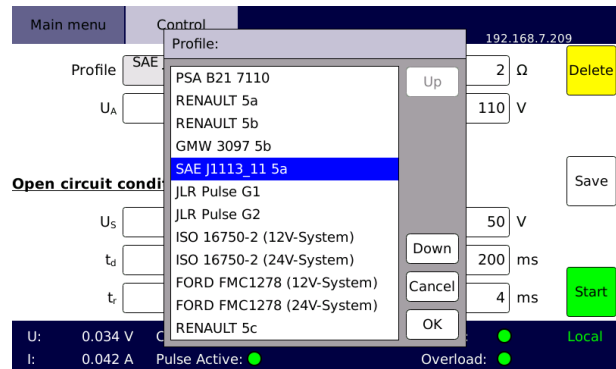 Main menu
Control
192.168.7.209
Profile:
Profile
SAE
2 Ω
Delete
UA
110 V
PSA B21 7110
RENAULT 5a
RENAULT 5b
GMW 3097 5b
SAE J1113_11 5a
JLR Pulse G1
JLR Pulse G2
ISO 16750-2 (12V-System)
ISO 16750-2 (24V-System)
FORD FMC1278 (12V-System)
FORD FMC1278 (24V-System)
RENAULT 5c
Up
Down
Cancel
OK
Open circuit condi
Save
US
50 V
td
200 ms
tr
4 ms
Start
U: 0.034 V
Local
I: 0.042 A Pulse Active: Overload: